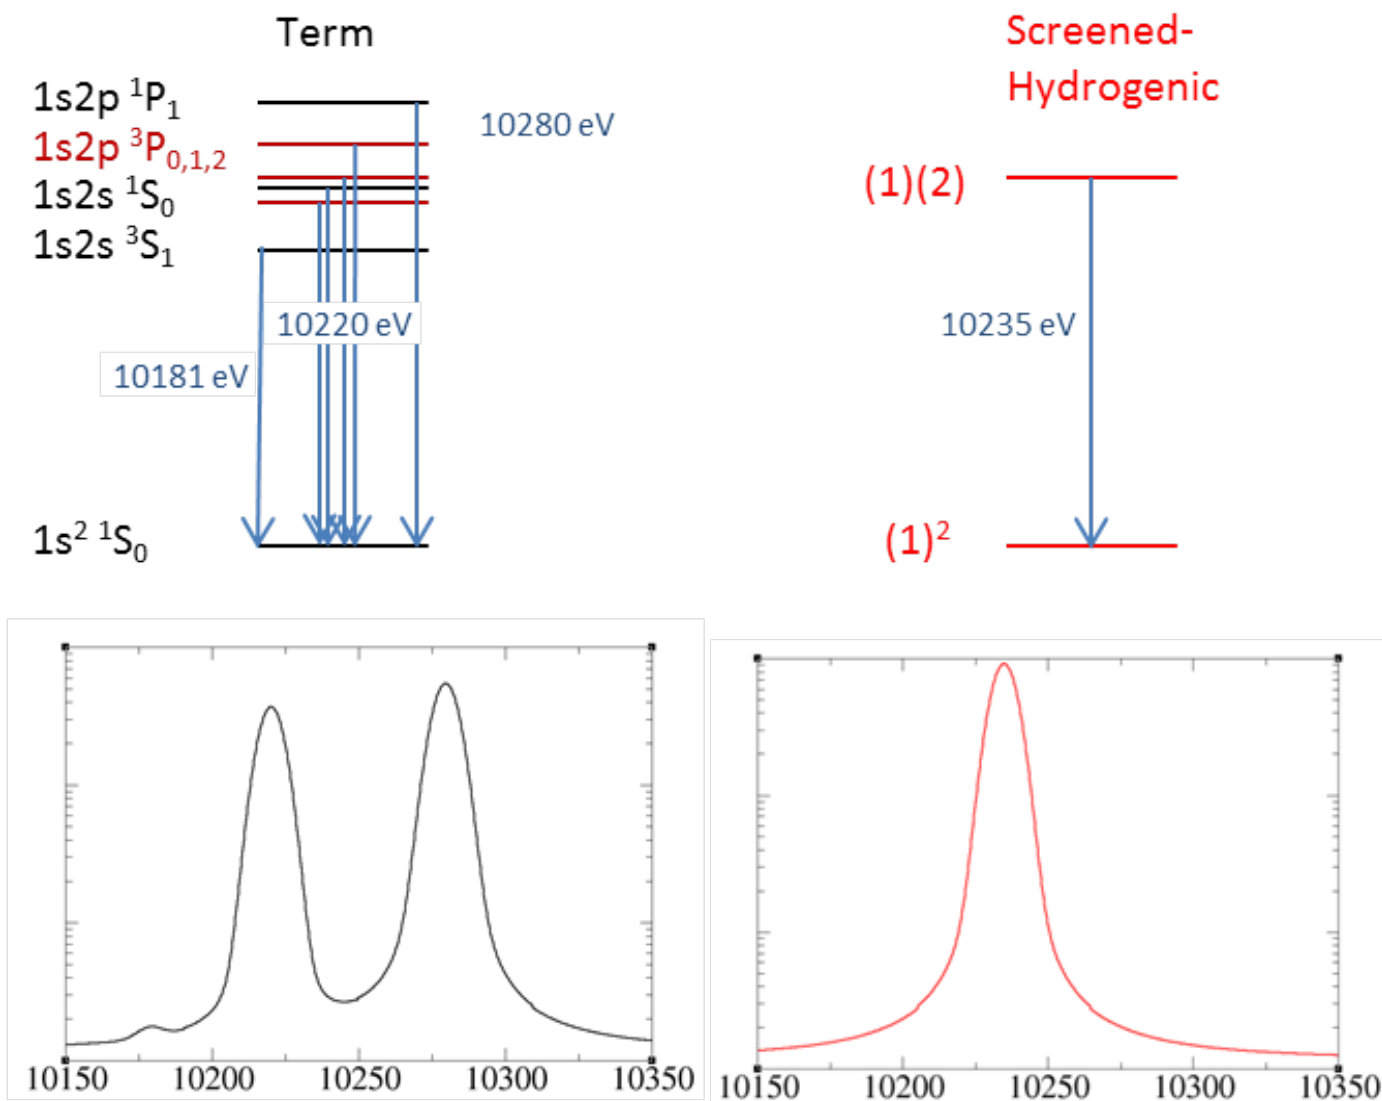 Term
1s2p ¹P₁
1s2p ³P₀,₁,₂
1s2s ¹S₀
1s2s ³S₁
10280 eV
10220 eV
10181 eV
1s² ¹S₀
Screened-
Hydrogenic
(1)(2)
10235 eV
(1)²
10150 10200 10250 10300 10350
10150 10200 10250 10300 10350